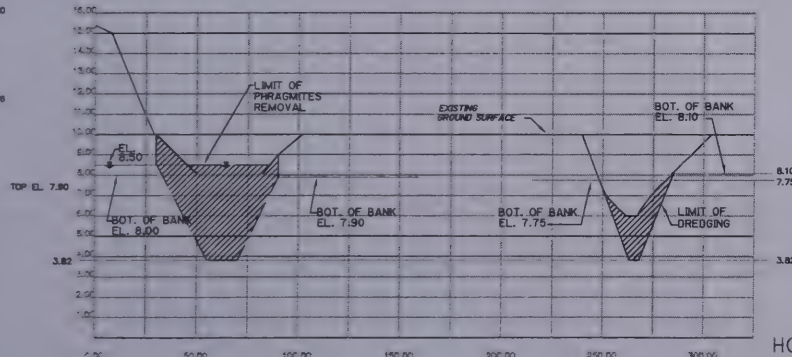 16.00
15.00
14.00
13.00
12.00
11.00
10.00
9.00
8.00
7.00
6.00
5.00
4.00
3.00
2.00
1.00
LIMIT OF
PHRAGMITES
REMOVAL
EL.
8.50
TOP EL. 7.90
BOT. OF BANK
EL. 8.00
BOT. OF BANK
EL. 7.90
3.82
EXISTING
GROUND SURFACE
BOT. OF BANK
EL. 8.10
8.10
7.75
BOT. OF BANK
EL. 7.75
LIMIT OF
DREDGING
3.82
0.00
50.00
100.00
150.00
200.00
250.00
300.00
HO